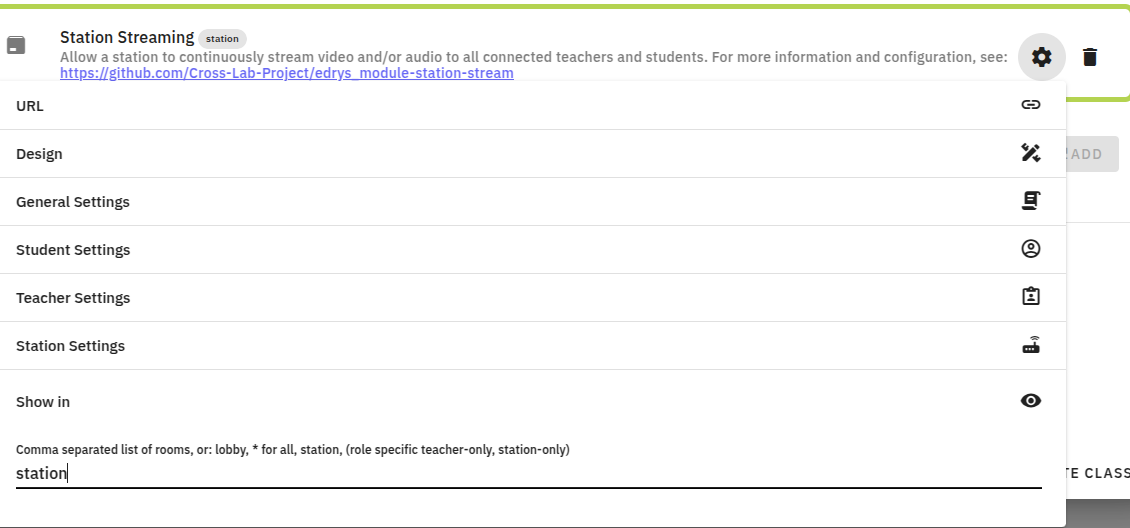 Station Streaming station
Allow a station to continuously stream video and/or audio to all connected teachers and students. For more information and configuration, see:
https://github.com/Cross-Lab-Project/edrys_module-station-stream
URL
Design
ADD
General Settings
Student Settings
Teacher Settings
Station Settings
Show in
Comma separated list of rooms, or: lobby, * for all, station, (role specific teacher-only, station-only)
station
TE CLASS